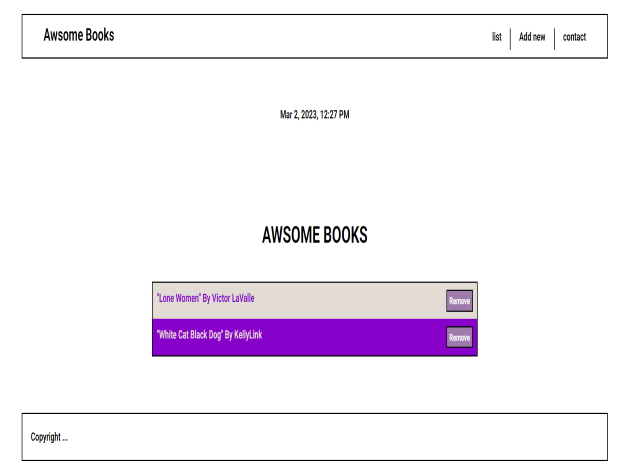 Awsome Books
list
Add new
contact
Mar 2, 2023, 12:27 PM
AWSOME BOOKS
"Lone Women" By Victor LaValle
Remove
"White Cat Black Dog" By KellyLink
Remove
Copyright ...